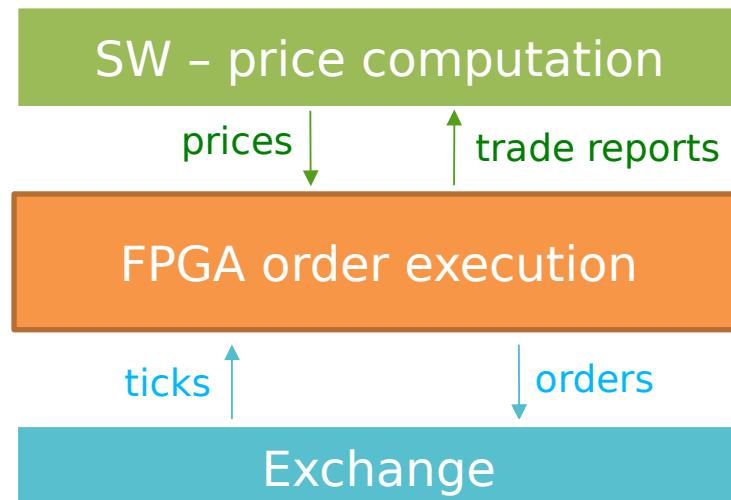 SW – price computation
prices
trade reports
FPGA order execution
ticks
orders
Exchange